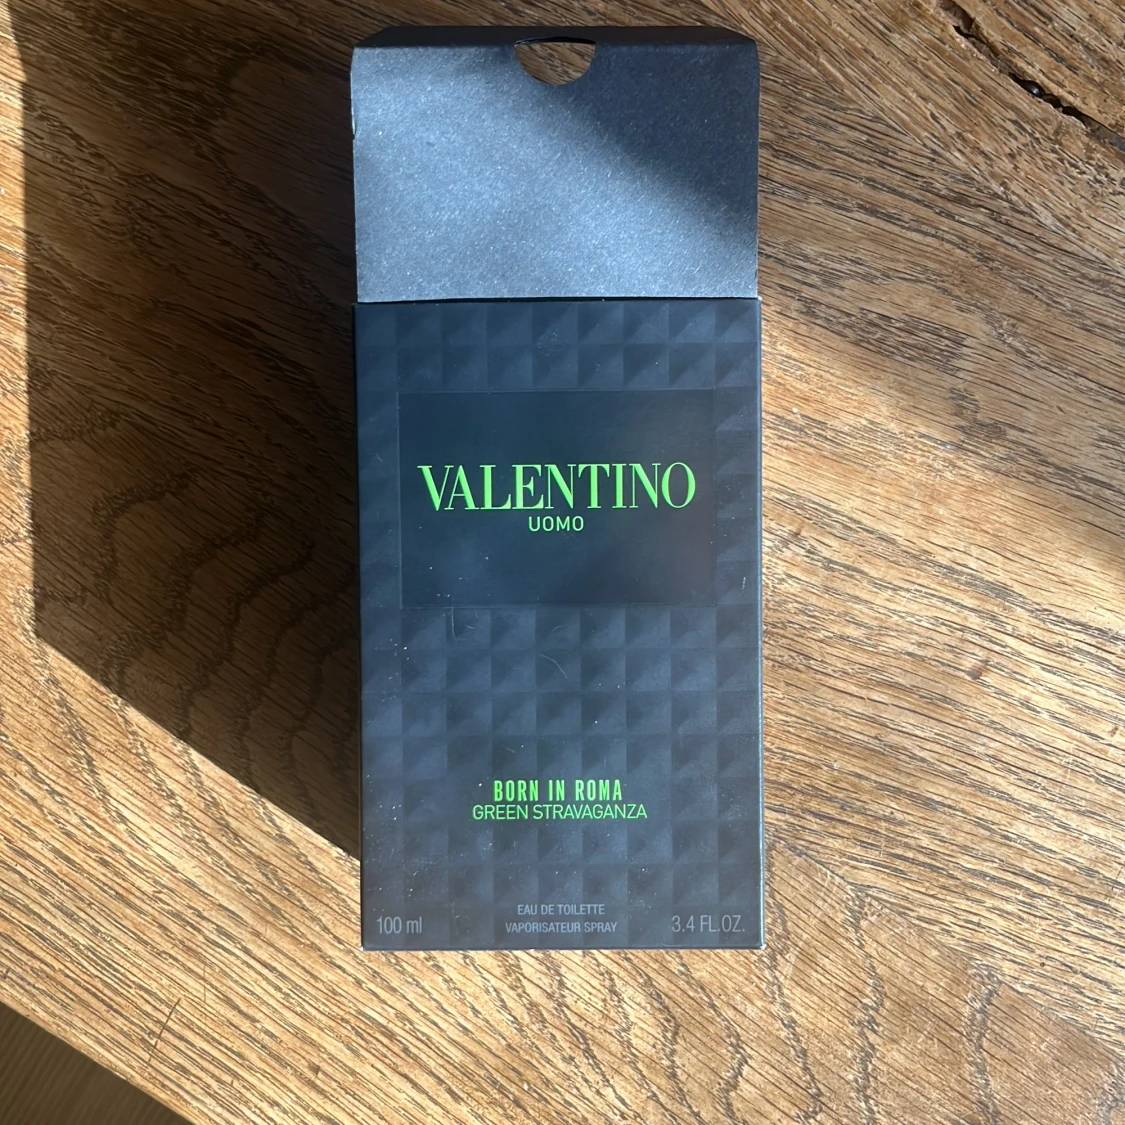 VALENTINO
UOMO
BORN IN ROMA
GREEN STRAVAGANZA
EAU DE TOILETTE
100 ml VAPORISATEUR SPRAY 3.4 FL.OZ.